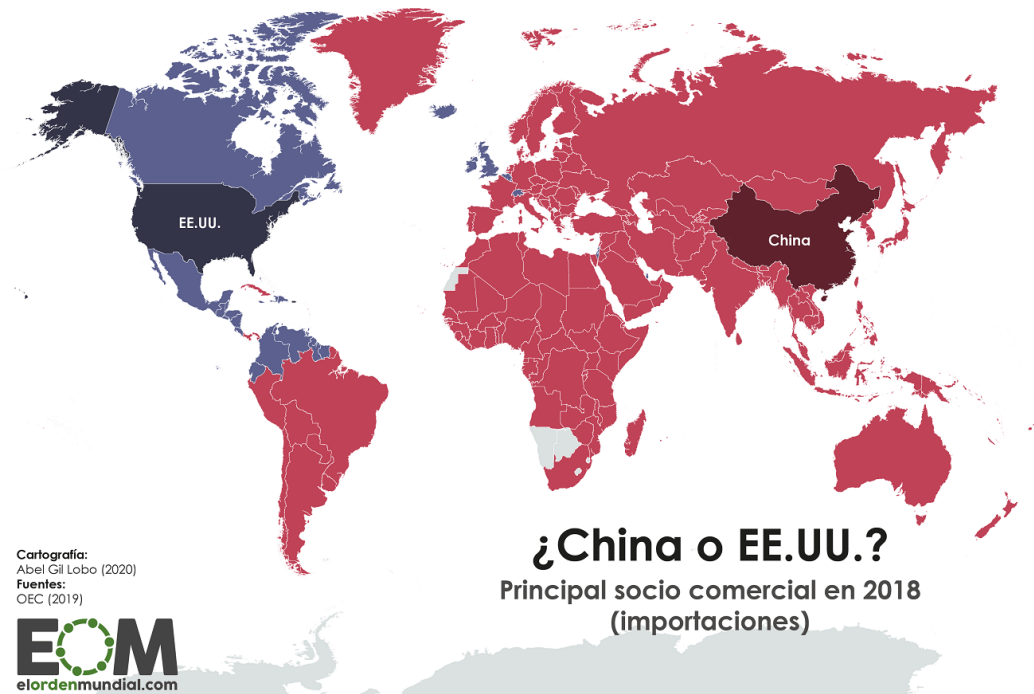 EE.UU.
China
¿China o EE.UU.?
Principal socio comercial en 2018
(importaciones)
Cartografía:
Abel Gil Lobo (2020)
Fuentes:
OEC (2019)
EOM
elordenmundial.com